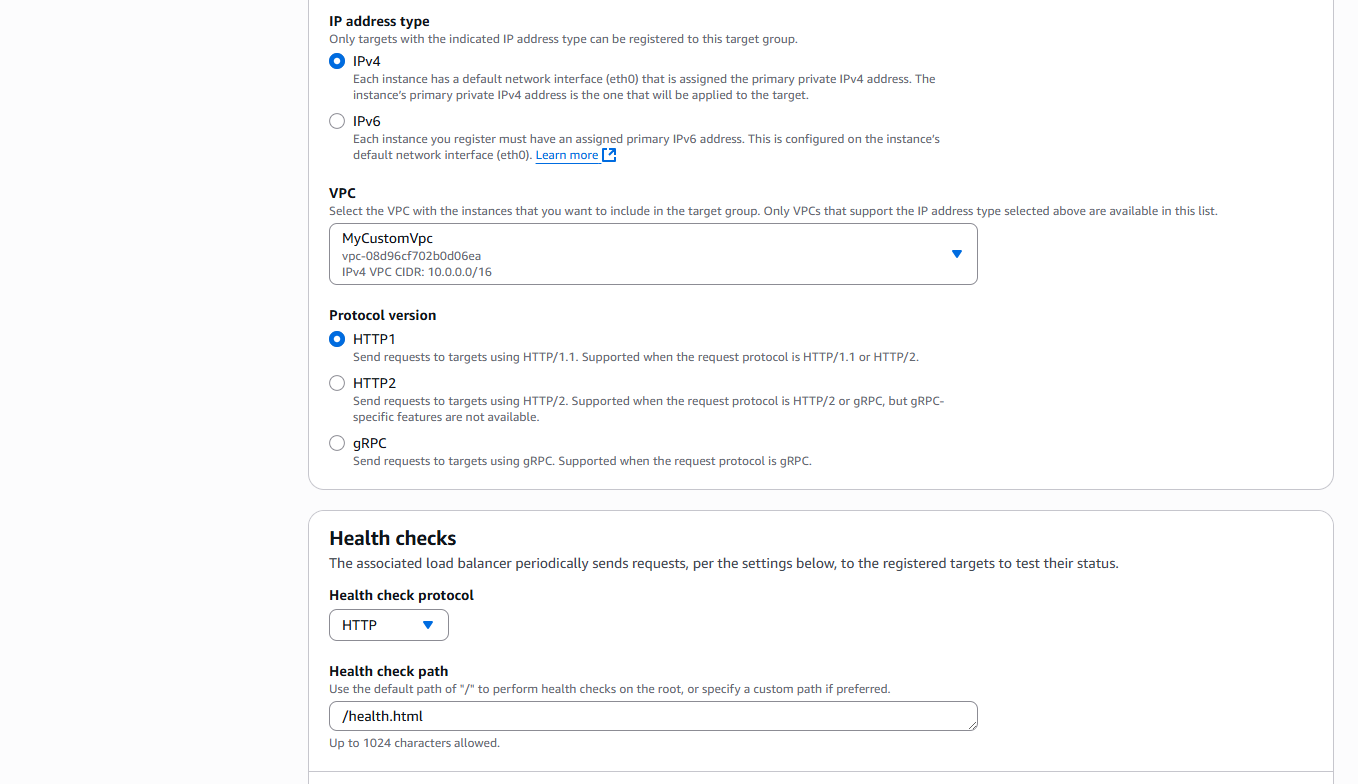 IP address type
Only targets with the indicated IP address type can be registered to this target group.
IPv4
Each instance has a default network interface (eth0) that is assigned the primary private IPv4 address. The
instance's primary private IPv4 address is the one that will be applied to the target.
IPv6
Each instance you register must have an assigned primary IPv6 address. This is configured on the instance's
default network interface (eth0). Learn more
VPC
Select the VPC with the instances that you want to include in the target group. Only VPCs that support the IP address type selected above are available in this list.
MyCustomVpc
vpc-08d96cf702b0d06ea
IPv4 VPC CIDR: 10.0.0.0/16
Protocol version
HTTP1
Send requests to targets using HTTP/1.1. Supported when the request protocol is HTTP/1.1 or HTTP/2.
HTTP2
Send requests to targets using HTTP/2. Supported when the request protocol is HTTP/2 or gRPC, but gRPC-
specific features are not available.
gRPC
Send requests to targets using gRPC. Supported when the request protocol is gRPC.
Health checks
The associated load balancer periodically sends requests, per the settings below, to the registered targets to test their status.
Health check protocol
HTTP
Health check path
Use the default path of "/" to perform health checks on the root, or specify a custom path if preferred.
/health.html
Up to 1024 characters allowed.